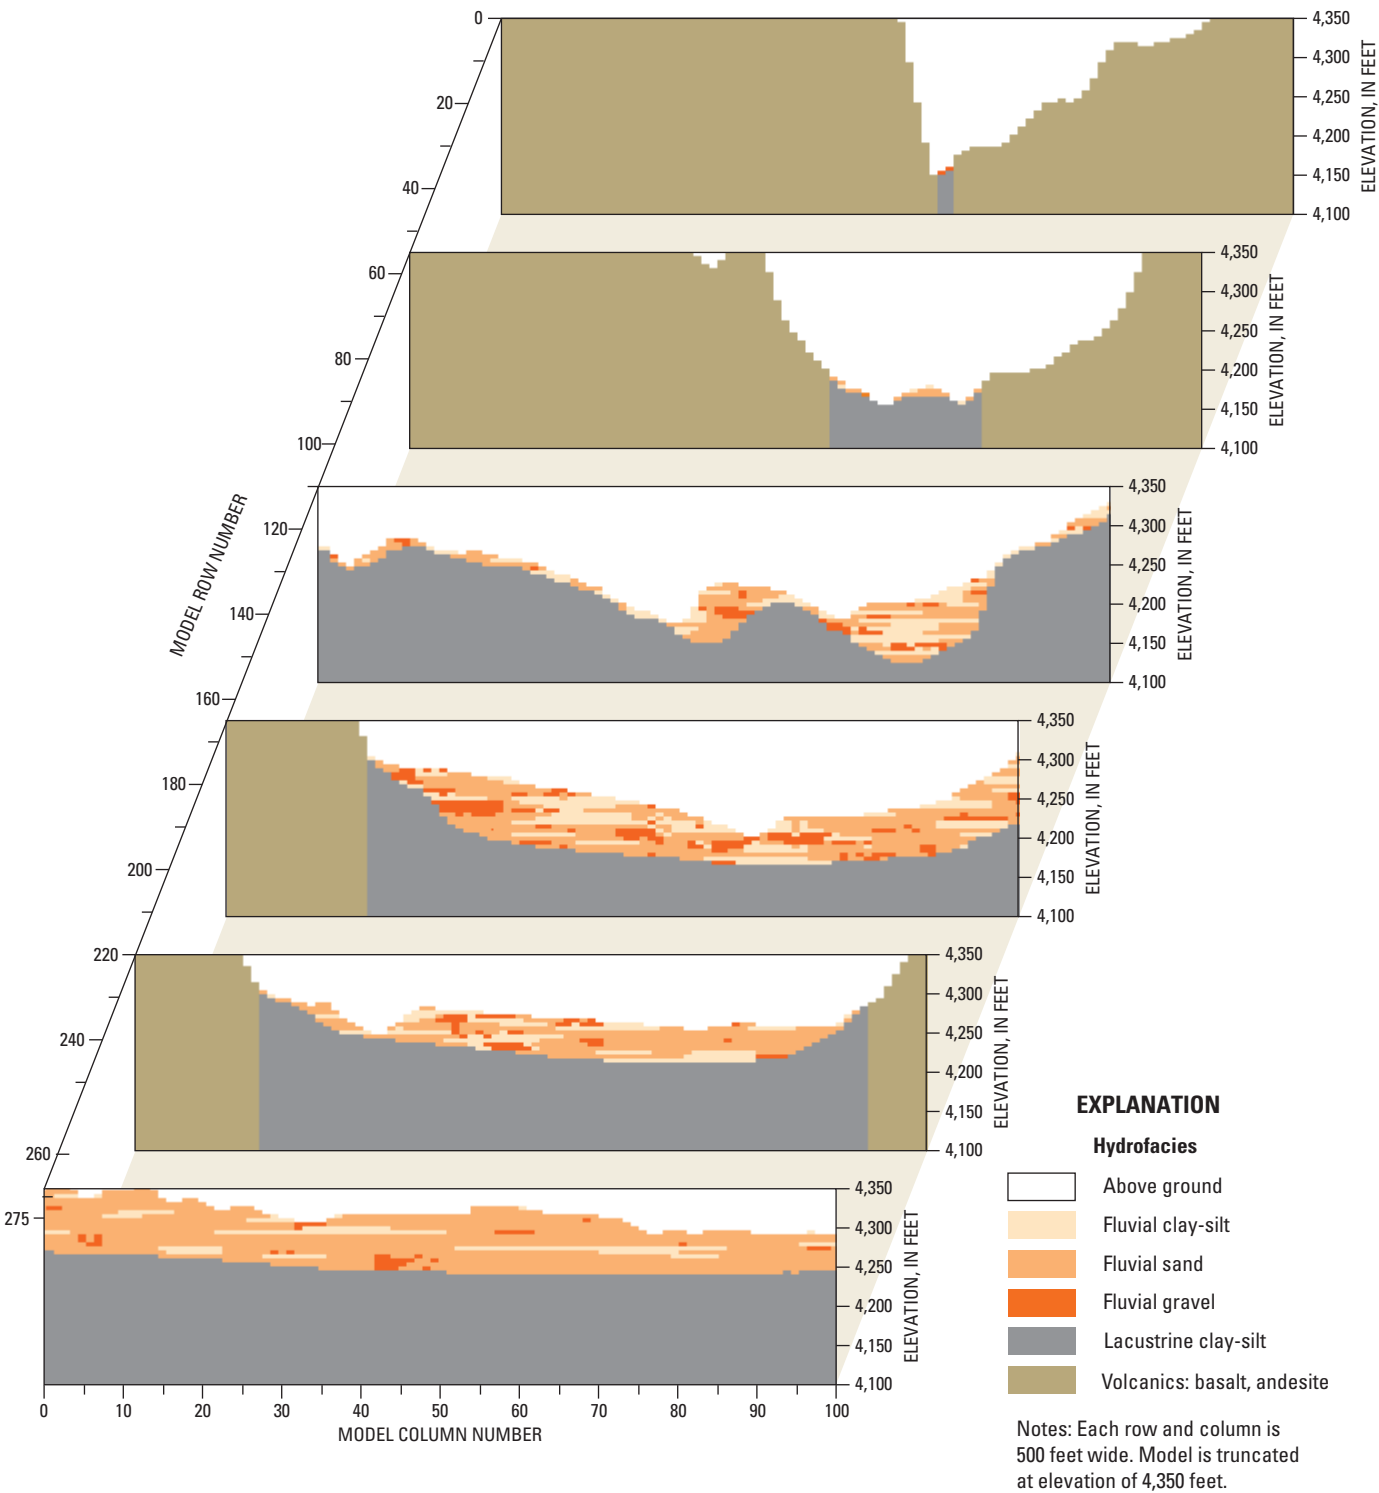 0
20
40
60
80
100
120
140
160
180
200
220
240
260
275
MODEL ROW NUMBER
4,350
4,300
4,250
4,200
4,150
4,100
ELEVATION, IN FEET
4,350
4,300
4,250
4,200
4,150
4,100
ELEVATION, IN FEET
4,350
4,300
4,250
4,200
4,150
4,100
ELEVATION, IN FEET
4,350
4,300
4,250
4,200
4,150
4,100
ELEVATION, IN FEET
4,350
4,300
4,250
4,200
4,150
4,100
ELEVATION, IN FEET
4,350
4,300
4,250
4,200
4,150
4,100
ELEVATION, IN FEET
0 10 20 30 40 50 60 70 80 90 100
MODEL COLUMN NUMBER
EXPLANATION
Hydrofacies
Above ground
Fluvial clay-silt
Fluvial sand
Fluvial gravel
Lacustrine clay-silt
Volcanics: basalt, andesite
Notes: Each row and column is
500 feet wide. Model is truncated
at elevation of 4,350 feet.